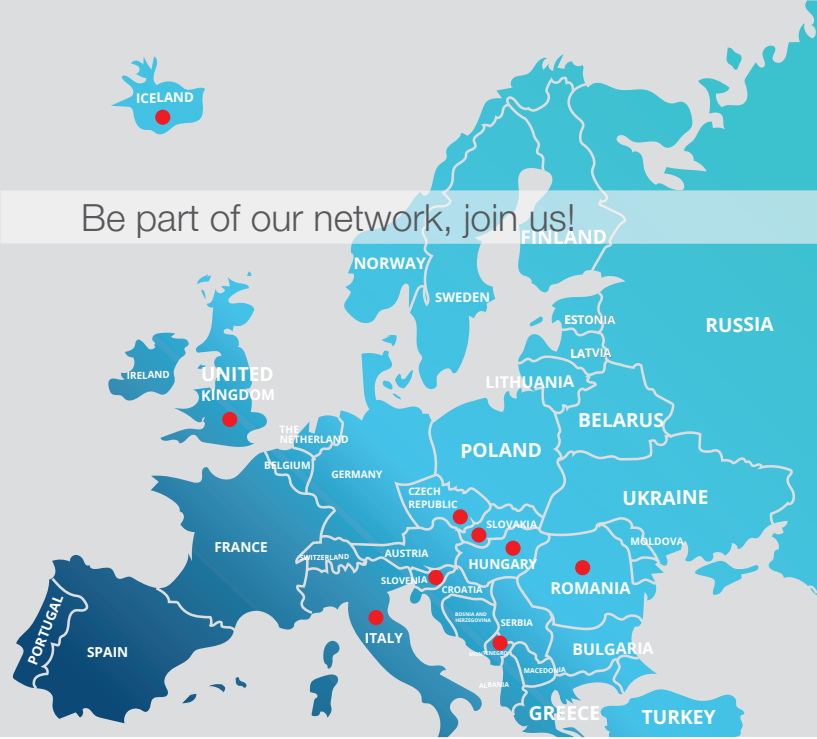 ICELAND
Be part of our network, join us!
FINLAND
NORWAY
SWEDEN
ESTONIA
RUSSIA
LATVIA
IRELAND
UNITED
KINGDOM
LITHUANIA
BELARUS
THE
NETHERLAND
POLAND
BELGIUM
GERMANY
CZECH
REPUBLIC
UKRAINE
SLOVAKIA
FRANCE
MOLDOVA
SWITZERLAND
AUSTRIA
HUNGARY
SLOVENIA
CROATIA
ROMANIA
BOSNIA AND
HERZEGOVINA
SERBIA
PORTUGAL
SPAIN
ITALY
MONTENEGRO
BULGARIA
MACEDONIA
ALBANIA
GREECE
TURKEY